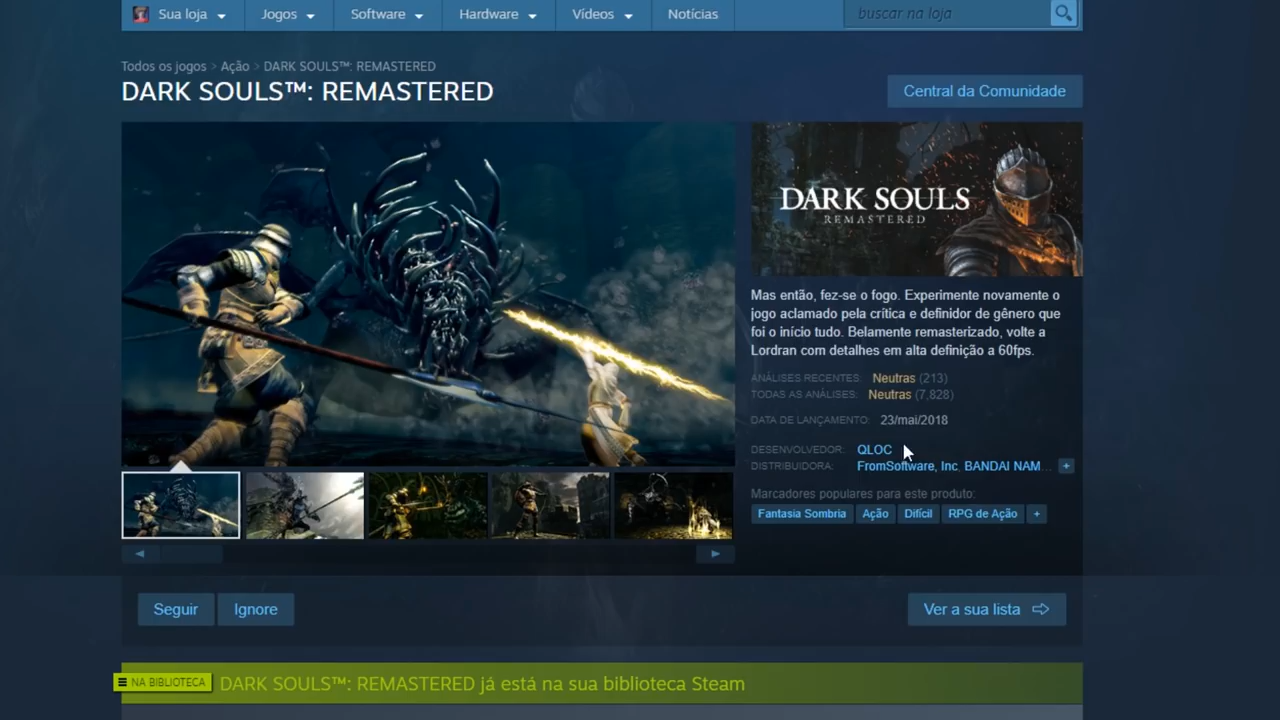 Sua loja Jogos Software Hardware Vídeos Notícias buscar na loja
Todos os jogos > Ação > DARK SOULS™: REMASTERED
DARK SOULS™: REMASTERED
Central da Comunidade
DARK SOULS
REMASTERED
Mas então, fez-se o fogo. Experimente novamente o
jogo aclamado pela crítica e definidor de gênero que
foi o início tudo. Belamente remasterizado, volte a
Lordran com detalhes em alta definição a 60fps.
ANÁLISES RECENTES: Neutras (213)
TODAS AS ANÁLISES: Neutras (7,828)
DATA DE LANÇAMENTO: 23/mai/2018
DESENVOLVEDOR: QLOC
DISTRIBUIDORA: FromSoftware, Inc. BANDAI NAM... +
Marcadores populares para este produto:
Fantasia Sombria Ação Difícil RPG de Ação +
Seguir Ignore Ver a sua lista
NA BIBLIOTECA DARK SOULS™: REMASTERED já está na sua biblioteca Steam